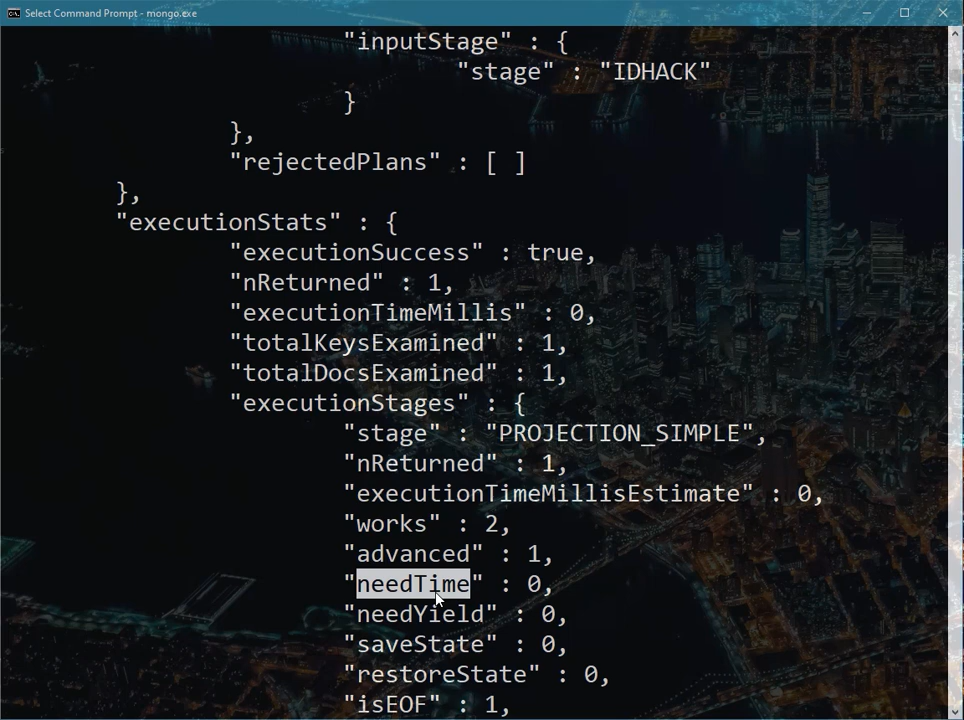 Select Command Prompt - mongo.exe
"inputStage" : {
"stage" : "IDHACK"
}
},
"rejectedPlans" : [ ]
},
"executionStats" : {
"executionSuccess" : true,
"nReturned" : 1,
"executionTimeMillis" : 0,
"totalKeysExamined" : 1,
"totalDocsExamined" : 1,
"executionStages" : {
"stage" : "PROJECTION_SIMPLE",
"nReturned" : 1,
"executionTimeMillisEstimate" : 0,
"works" : 2,
"advanced" : 1,
"needTime" : 0,
"needYield" : 0,
"saveState" : 0,
"restoreState" : 0,
"isEOF" : 1,